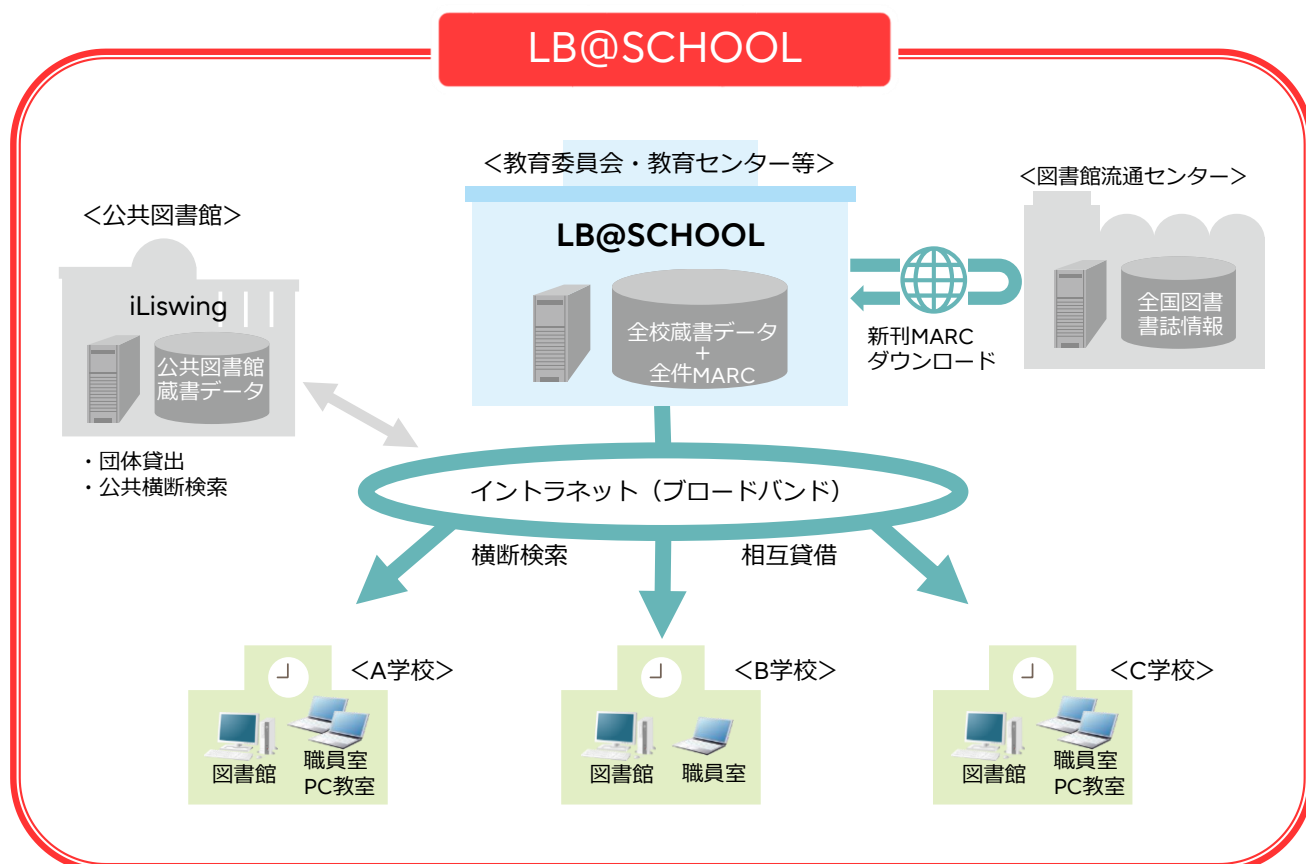 LB@SCHOOL
＜教育委員会・教育センター等＞
LB@SCHOOL
全校蔵書データ
+
全件MARC
＜公共図書館＞
iLiswing
公共図書館
蔵書データ
・団体貸出
・公共横断検索
＜図書館流通センター＞
全国図書
書誌情報
新刊MARC
ダウンロード
イントラネット（ブロードバンド）
横断検索
相互貸借
＜A学校＞
図書館
職員室
PC教室
＜B学校＞
図書館
職員室
＜C学校＞
図書館
職員室
PC教室